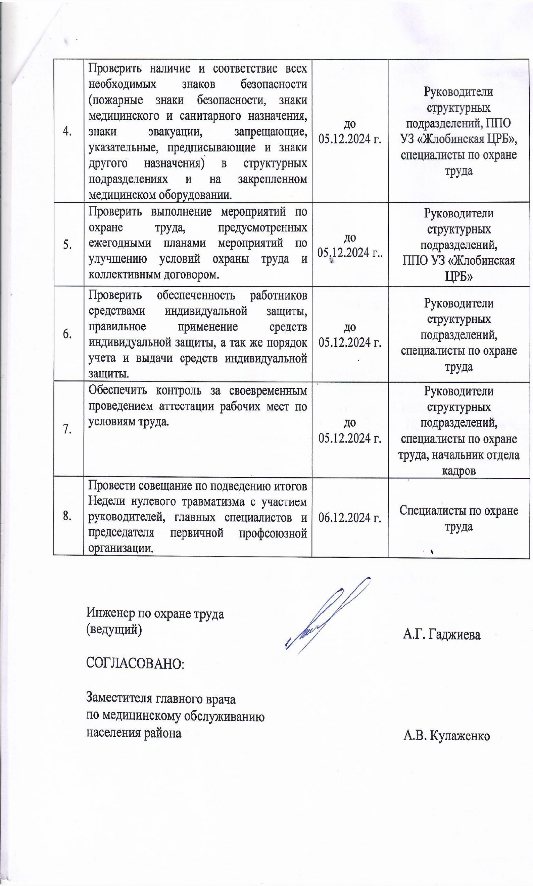 4.
Проверить наличие и соответствие всех
необходимых знаков безопасности
(пожарные знаки безопасности, знаки
медицинского и санитарного назначения,
знаки эвакуации, запрещающие,
указательные, предписывающие и знаки
другого назначения) в структурных
подразделениях и на закрепленном
медицинском оборудовании.
до
05.12.2024 г.
Руководители
структурных
подразделений, ППО
УЗ «Жлобинская ЦРБ»,
специалисты по охране
труда
5.
Проверить выполнение мероприятий по
охране труда, предусмотренных
ежегодными планами мероприятий по
улучшению условий охраны труда и
коллективным договором.
до
05.12.2024 г..
Руководители
структурных
подразделений,
ППО УЗ «Жлобинская
ЦРБ»
6.
Проверить обеспеченность работников
средствами индивидуальной защиты,
правильное применение средств
индивидуальной защиты, а так же порядок
учета и выдачи средств индивидуальной
защиты.
до
05.12.2024 г.
Руководители
структурных
подразделений,
специалисты по охране
труда
7.
Обеспечить контроль за своевременным
проведением аттестации рабочих мест по
условиям труда.
до
05.12.2024 г.
Руководители
структурных
подразделений,
специалисты по охране
труда, начальник отдела
кадров
8.
Провести совещание по подведению итогов
Недели нулевого травматизма с участием
руководителей, главных специалистов и
председателя первичной профсоюзной
организации.
06.12.2024 г.
Специалисты по охране
труда
Инженер по охране труда
(ведущий)
А.Г. Гаджиева
СОГЛАСОВАНО:
Заместителя главного врача
по медицинскому обслуживанию
населения района
А.В. Кулаженко